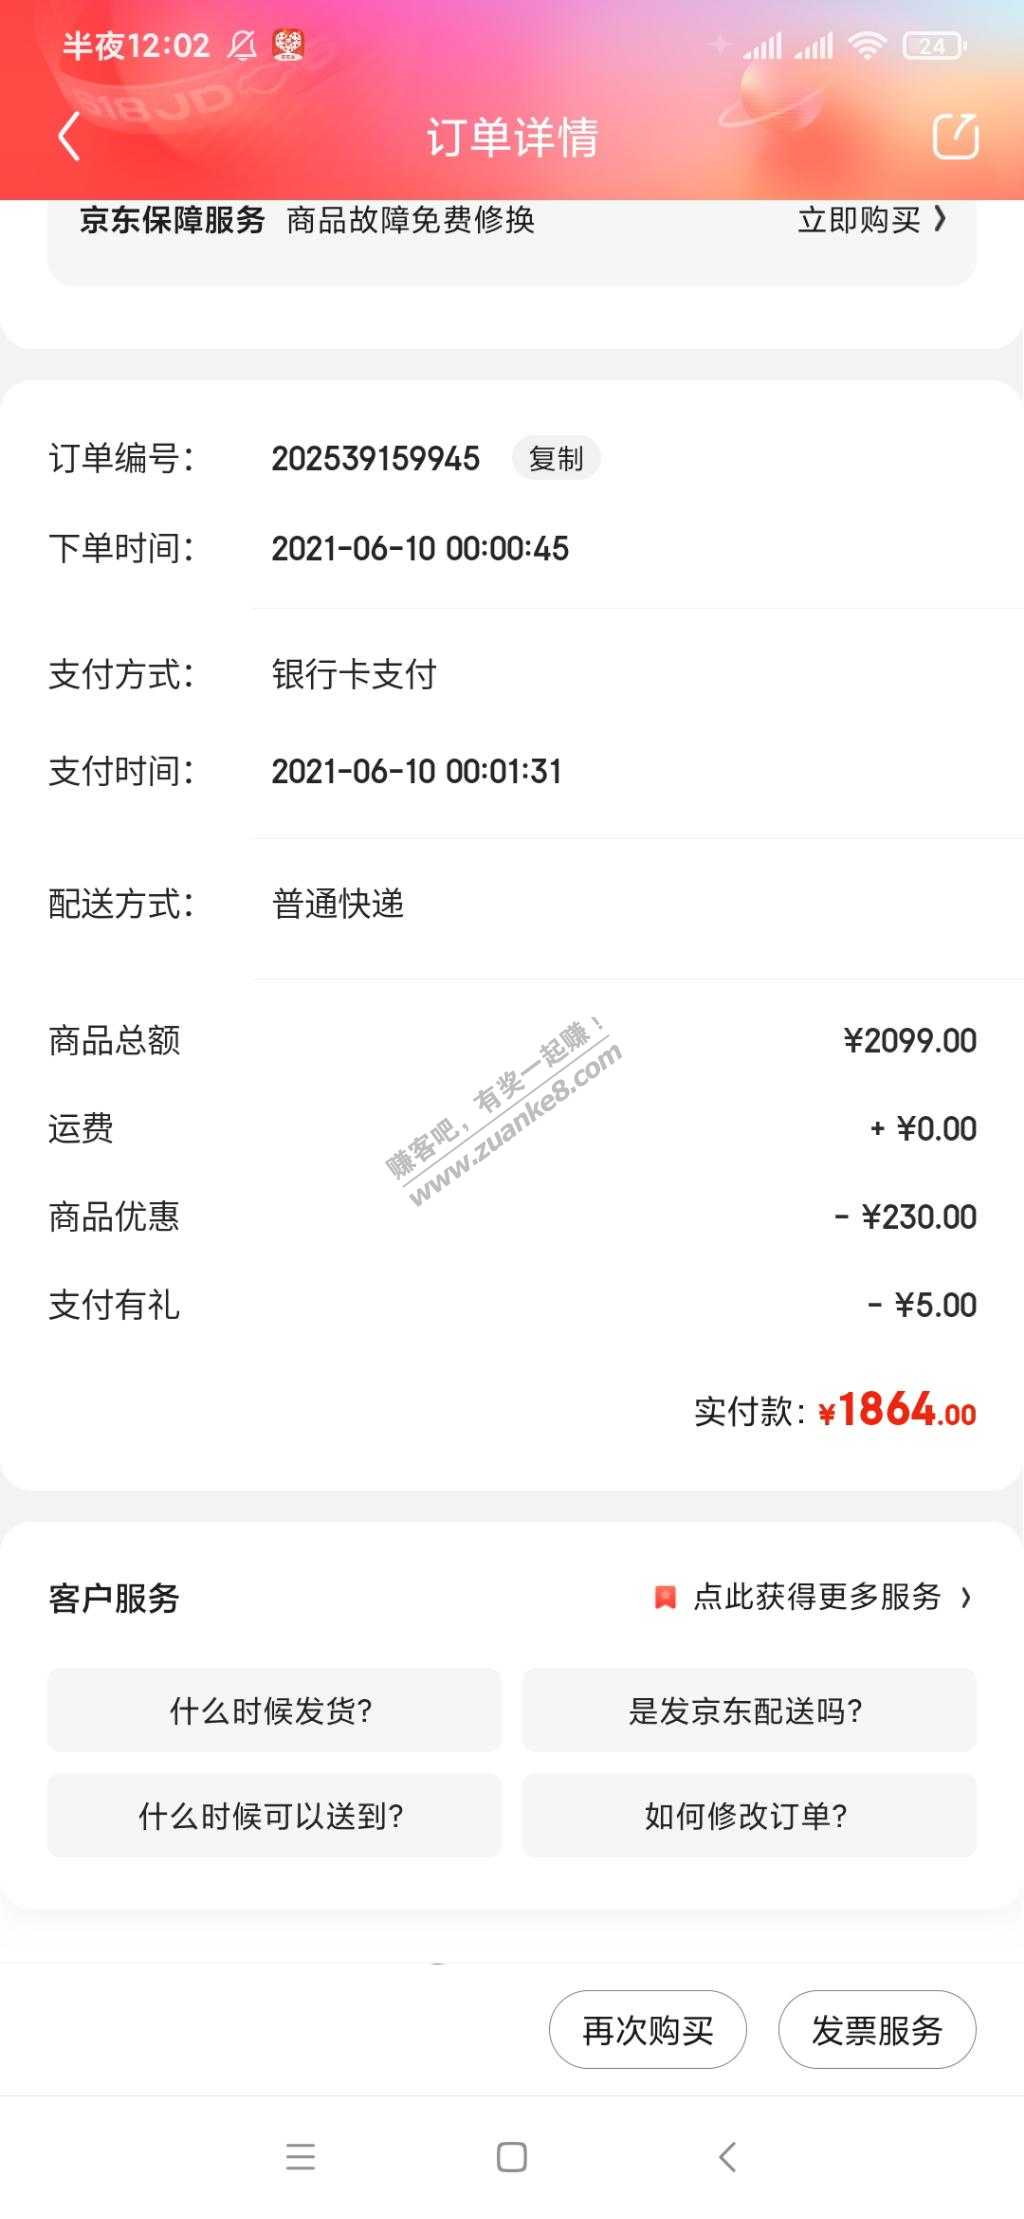 半夜12:02
24
618JD
订单详情
京东保障服务 商品故障免费修换 立即购买
订单编号： 202539159945 复制
下单时间： 2021-06-10 00:00:45
支付方式： 银行卡支付
支付时间： 2021-06-10 00:01:31
配送方式： 普通快递
商品总额 ¥2099.00
运费 + ¥0.00
商品优惠 - ¥230.00
支付有礼 - ¥5.00
实付款：¥1864.00
赚客吧，有奖一起赚！
www.zuanke8.com
客户服务 点此获得更多服务
什么时候发货? 是发京东配送吗?
什么时候可以送到? 如何修改订单?
再次购买 发票服务